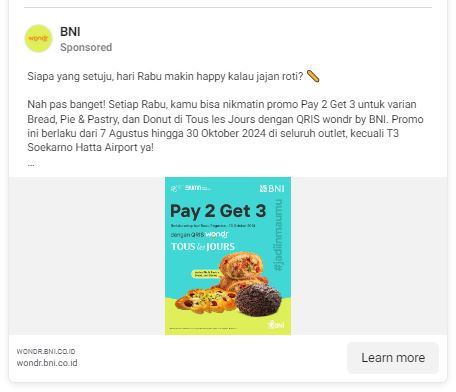 BNI
Sponsored
wondr
Siapa yang setuju, hari Rabu makin happy kalau jajan roti? 🥖
Nah pas banget! Setiap Rabu, kamu bisa nikmatin promo Pay 2 Get 3 untuk varian
Bread, Pie & Pastry, dan Donut di Tous les Jours dengan QRIS wondr by BNI. Promo
ini berlaku dari 7 Agustus hingga 30 Oktober 2024 di seluruh outlet, kecuali T3
Soekarno Hatta Airport ya!
...
BUMN
BNI
Pay 2 Get 3
dengan QRIS wondr
TOUS les JOURS
#jadiinmaumu
BNI
WONDR.BNI.CO.ID
wondr.bni.co.id
Learn more